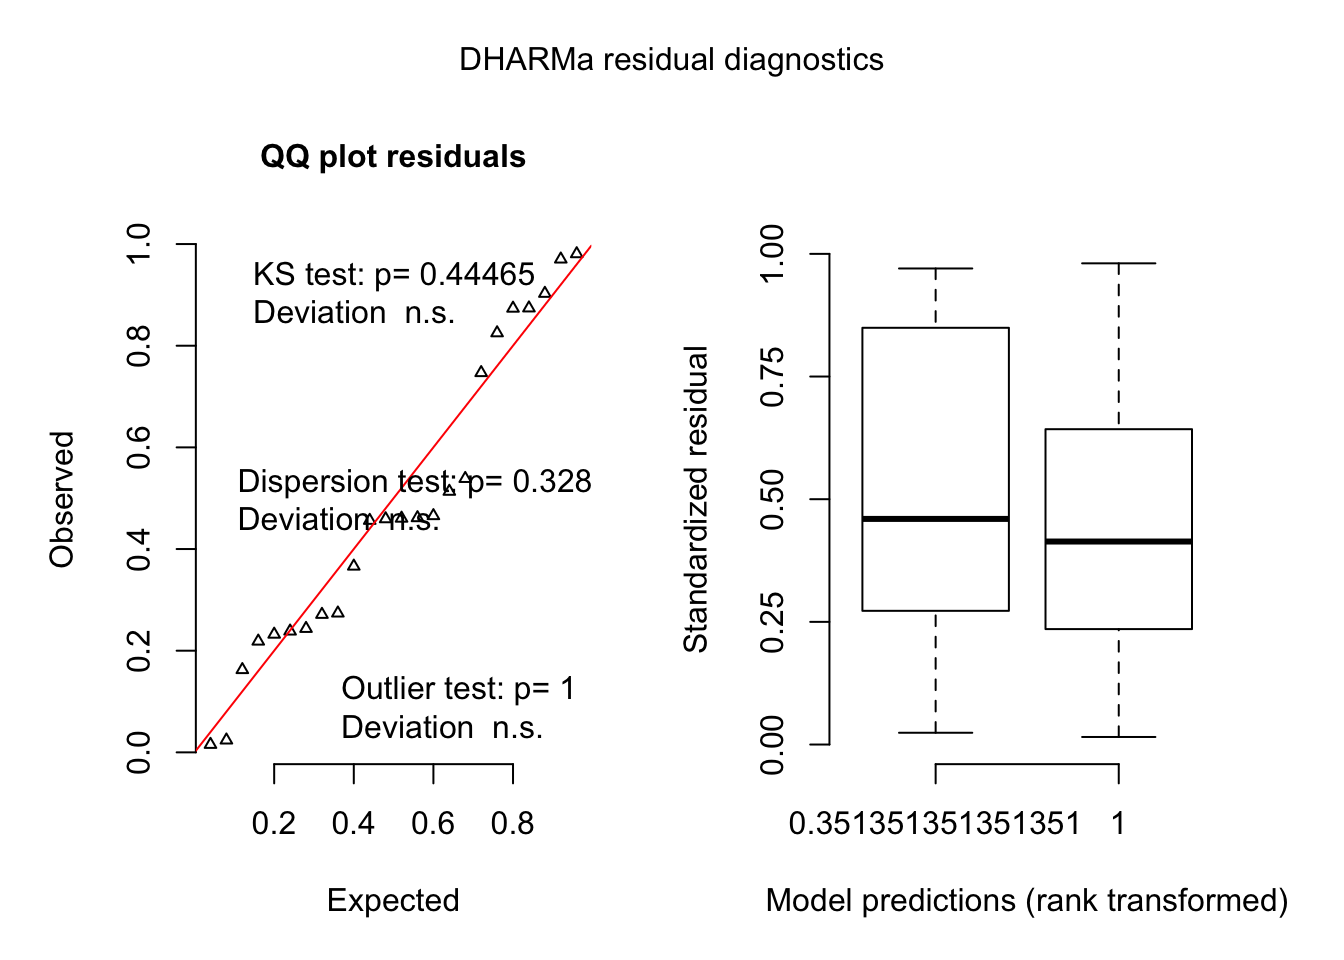 DHARMa residual diagnostics
QQ plot residuals
Observed
0.0 0.2 0.4 0.6 0.8 1.0
KS test: p= 0.44465
Deviation n.s.
Dispersion test: p= 0.328
Deviation n.s.
Outlier test: p= 1
Deviation n.s.
0.2 0.4 0.6 0.8
Expected
Standardized residual
0.00 0.25 0.50 0.75 1.00
0.351351351351351 1
Model predictions (rank transformed)